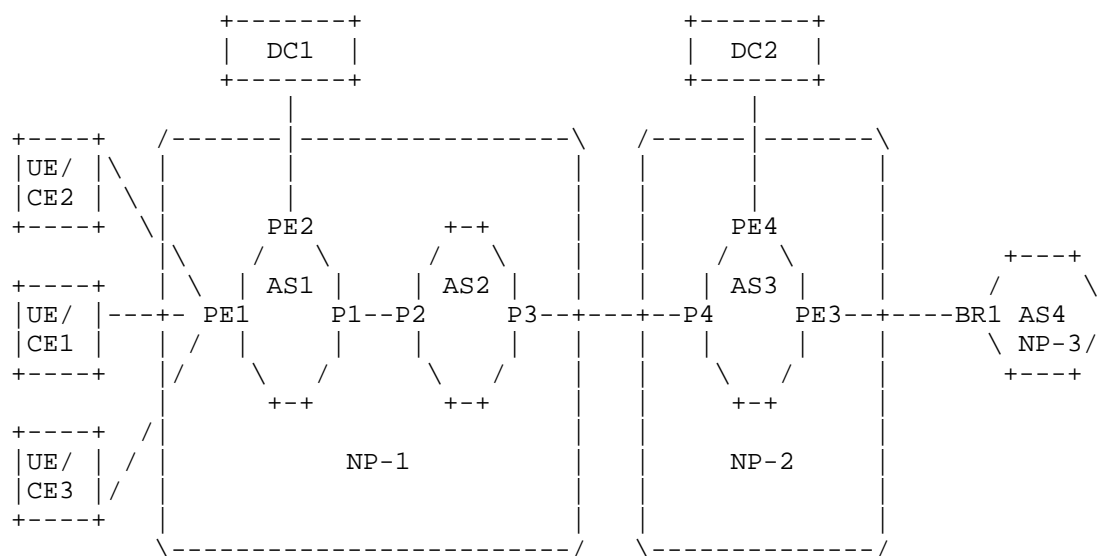 DC1 DC2
UE/
CE2
PE2 PE4
UE/ AS1 AS2 AS3
CE1 PE1 P1--P2 P3 P4 PE3 BR1 AS4
NP-3
UE/
CE3 NP-1 NP-2